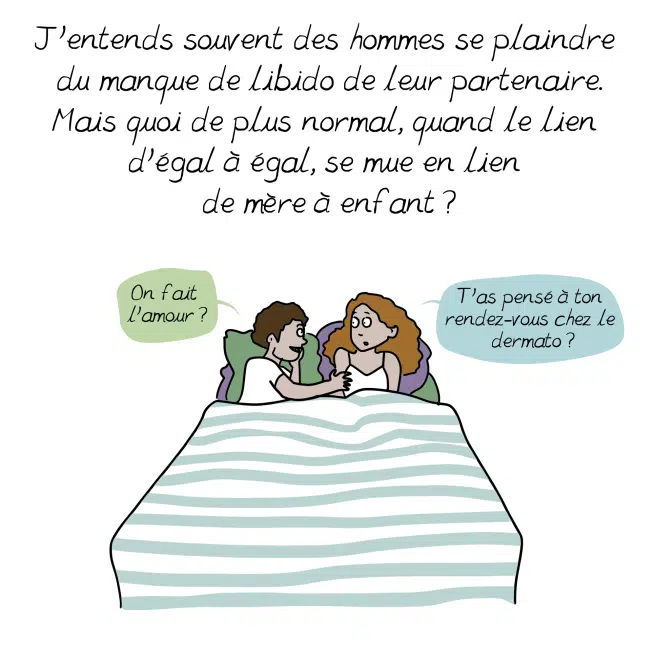 J'entends souvent des hommes se plaindre
du manque de libido de leur partenaire.
Mais quoi de plus normal, quand le lien
d'égal à égal, se mue en lien
de mère à enfant ?
On fait
l'amour ?
T'as pensé à ton
rendez-vous chez le
dermato ?